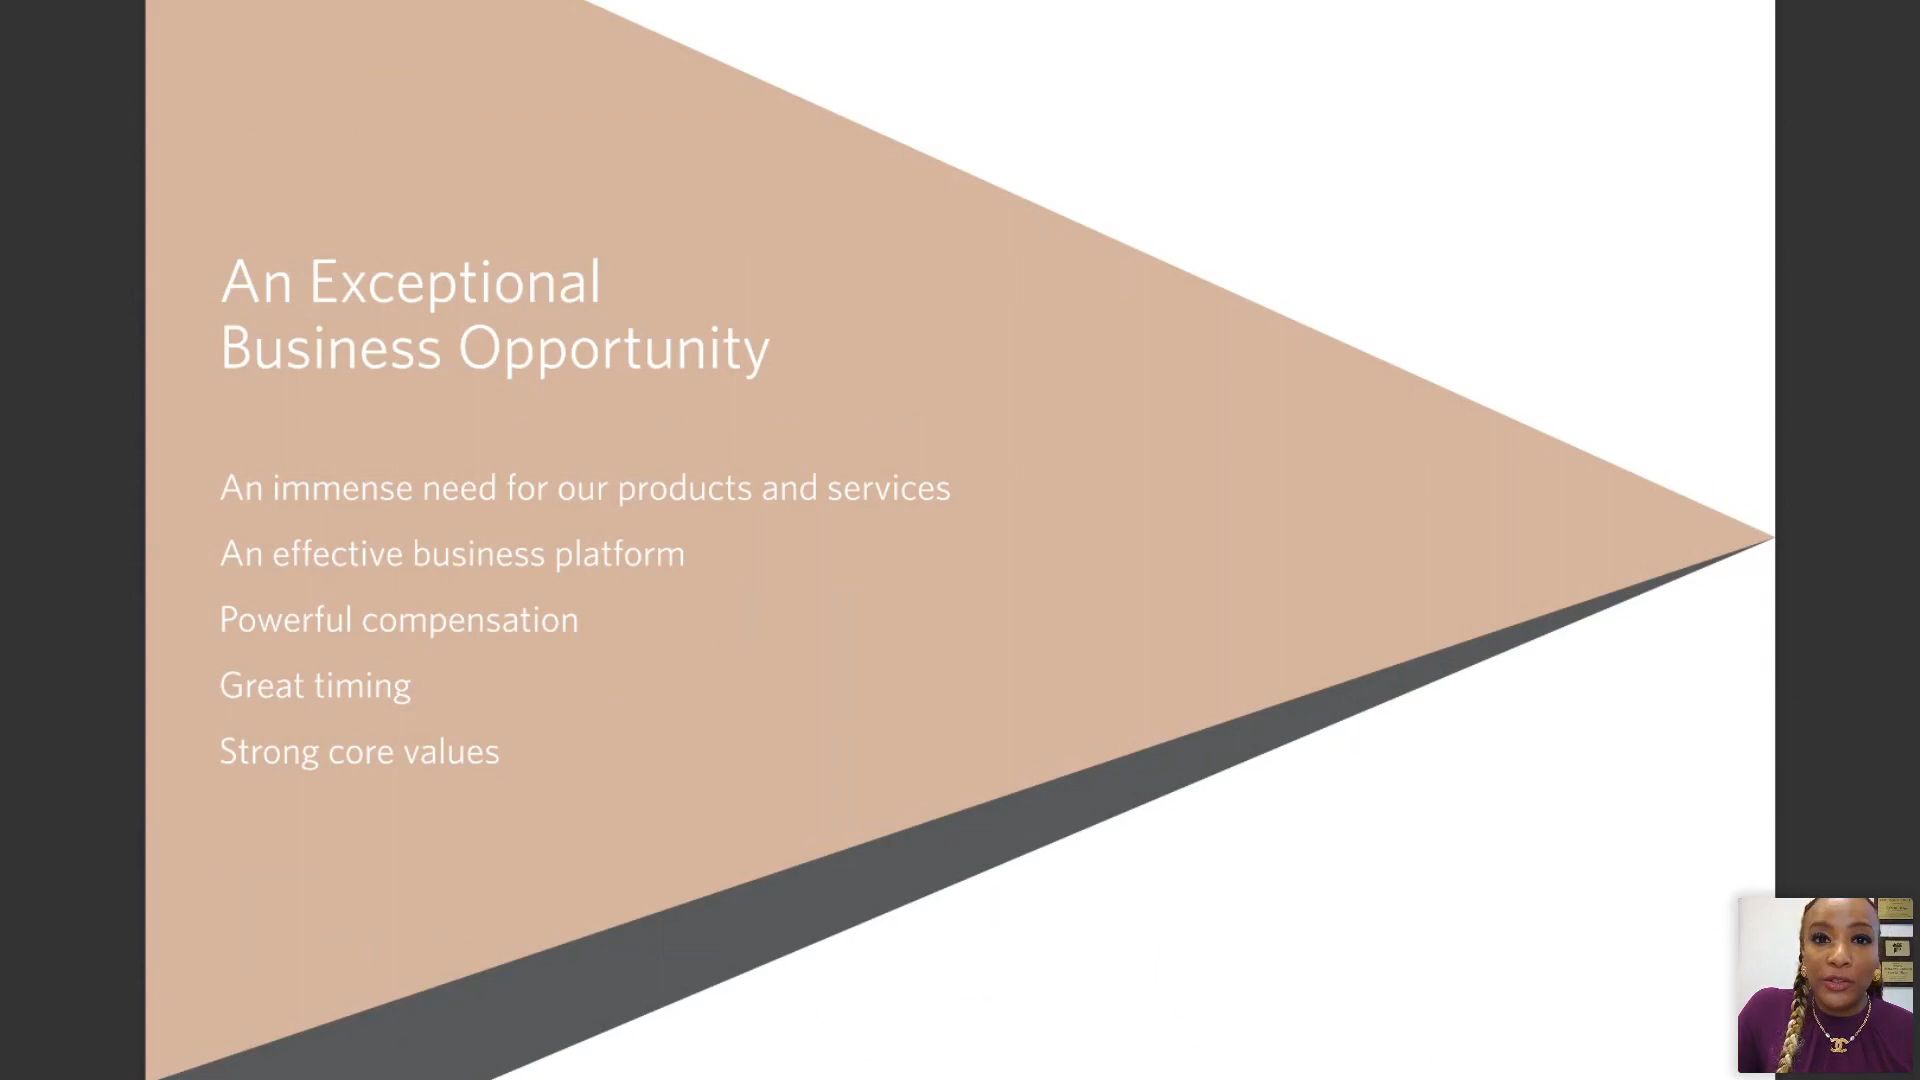 An Exceptional
Business Opportunity
An immense need for our products and services
An effective business platform
Powerful compensation
Great timing
Strong core values